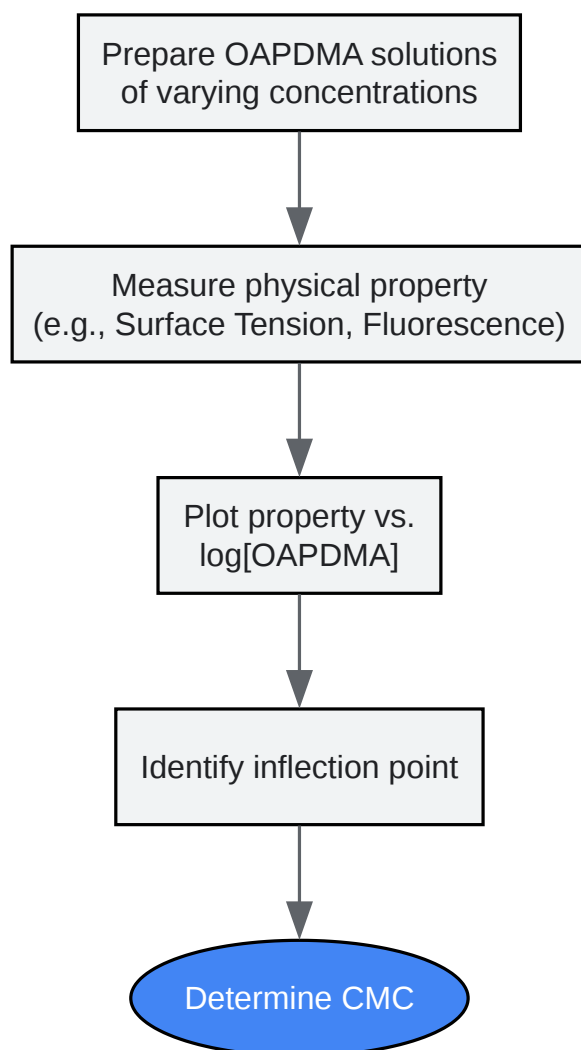 Prepare OAPDMA solutions
of varying concentrations
Measure physical property
(e.g., Surface Tension, Fluorescence)
Plot property vs.
log[OAPDMA]
Identify inflection point
Determine CMC